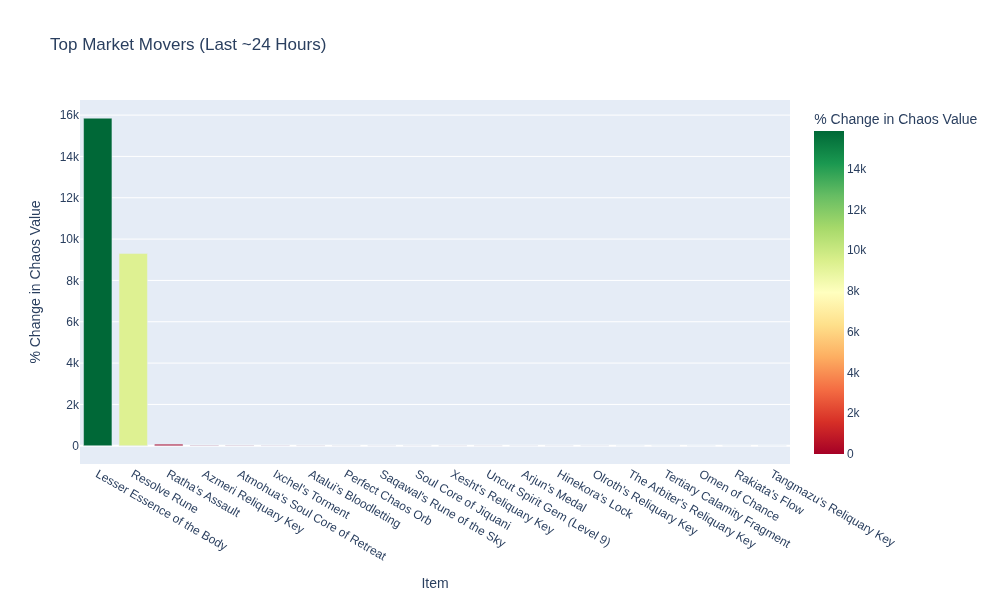 Top Market Movers (Last ~24 Hours)
% Change in Chaos Value
16k
14k
12k
10k
8k
6k
4k
2k
0
% Change in Chaos Value
14k
12k
10k
8k
6k
4k
2k
0
Lesser Essence of the Body
Resolve Rune
Ratha's Assault
Azmeri Reliquary Key
Atmohua's Soul Core of Retreat
Ixchel's Torment
Atalui's Bloodletting
Perfect Chaos Orb
Saqawal's Rune of the Sky
Soul Core of Jiquani
Xesht's Reliquary Key
Uncut Spirit Gem (Level 9)
Arjun's Medal
Hinekora's Lock
Olroth's Reliquary Key
The Arbiter's Reliquary Key
Tertiary Calamity Fragment
Omen of Chance
Rakiata's Flow
Tangmazu's Reliquary Key
Item